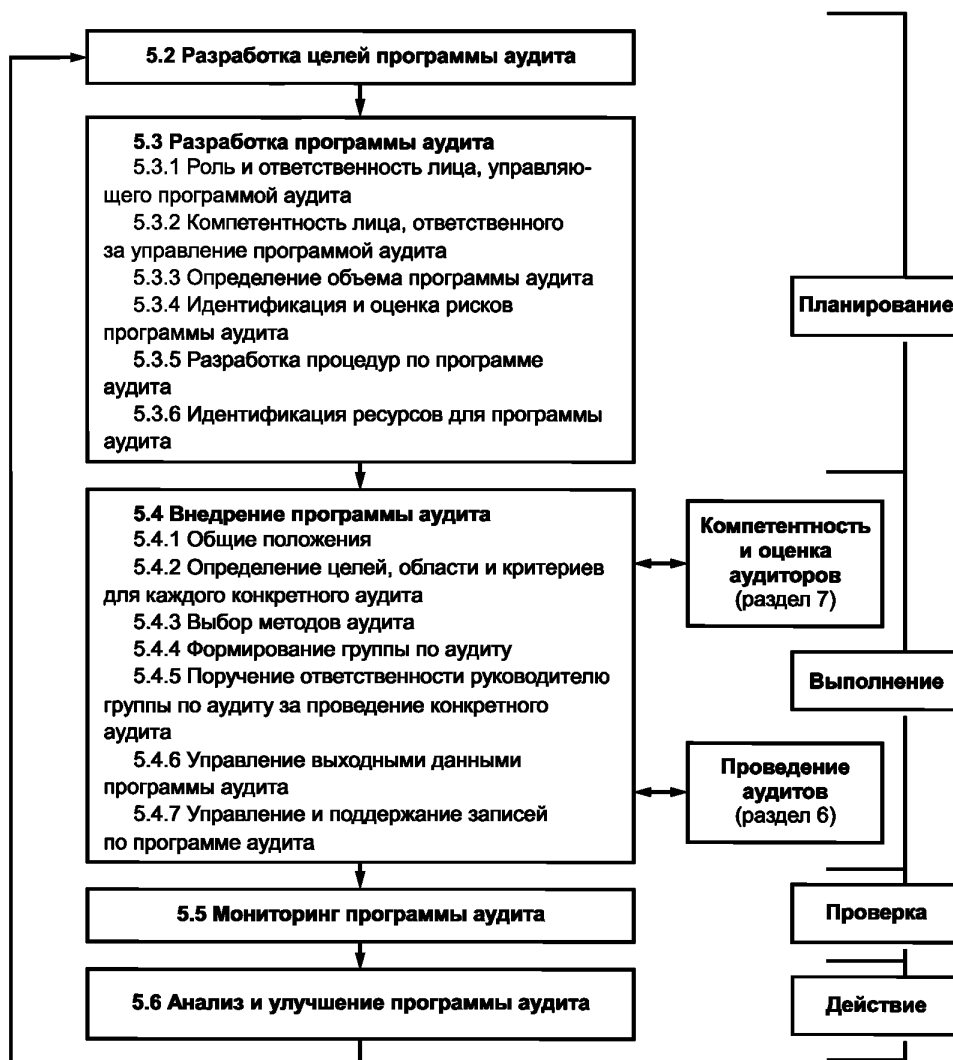 5.2 Разработка целей программы аудита
5.3 Разработка программы аудита
5.3.1 Роль и ответственность лица, управляю-
щего программой аудита
5.3.2 Компетентность лица, ответственного
за управление программой аудита
5.3.3 Определение объема программы аудита
5.3.4 Идентификация и оценка рисков
программы аудита
5.3.5 Разработка процедур по программе
аудита
5.3.6 Идентификация ресурсов для программы
аудита
Планирование
5.4 Внедрение программы аудита
5.4.1 Общие положения
5.4.2 Определение целей, области и критериев
для каждого конкретного аудита
5.4.3 Выбор методов аудита
5.4.4 Формирование группы по аудиту
5.4.5 Поручение ответственности руководителю
группы по аудиту за проведение конкретного
аудита
5.4.6 Управление выходными данными
программы аудита
5.4.7 Управление и поддержание записей
по программе аудита
Компетентность
и оценка
аудиторов
(раздел 7)
Проведение
аудитов
(раздел 6)
Выполнение
5.5 Мониторинг программы аудита
Проверка
5.6 Анализ и улучшение программы аудита
Действие